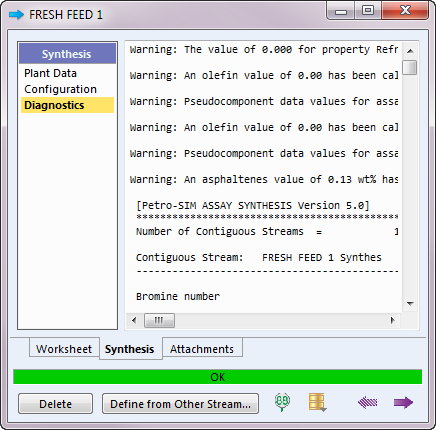 FRESH FEED 1
Synthesis
Plant Data
Configuration
Diagnostics
Warning: The value of 0.000 for property Refr
Warning: An olefin value of 0.00 has been cal
Warning: Pseudocomponent data values for assa
Warning: An olefin value of 0.00 has been cal
Warning: Pseudocomponent data values for assa
Warning: An asphaltenes value of 0.13 wt% has
[Petro-SIM ASSAY SYNTHESIS Version 5.0]
************************************************
Number of Contiguous Streams = 1
Contiguous Stream: FRESH FEED 1 Synthes
------------------------------------------------
Bromine number
Worksheet Synthesis Attachments
OK
Delete Define from Other Stream...